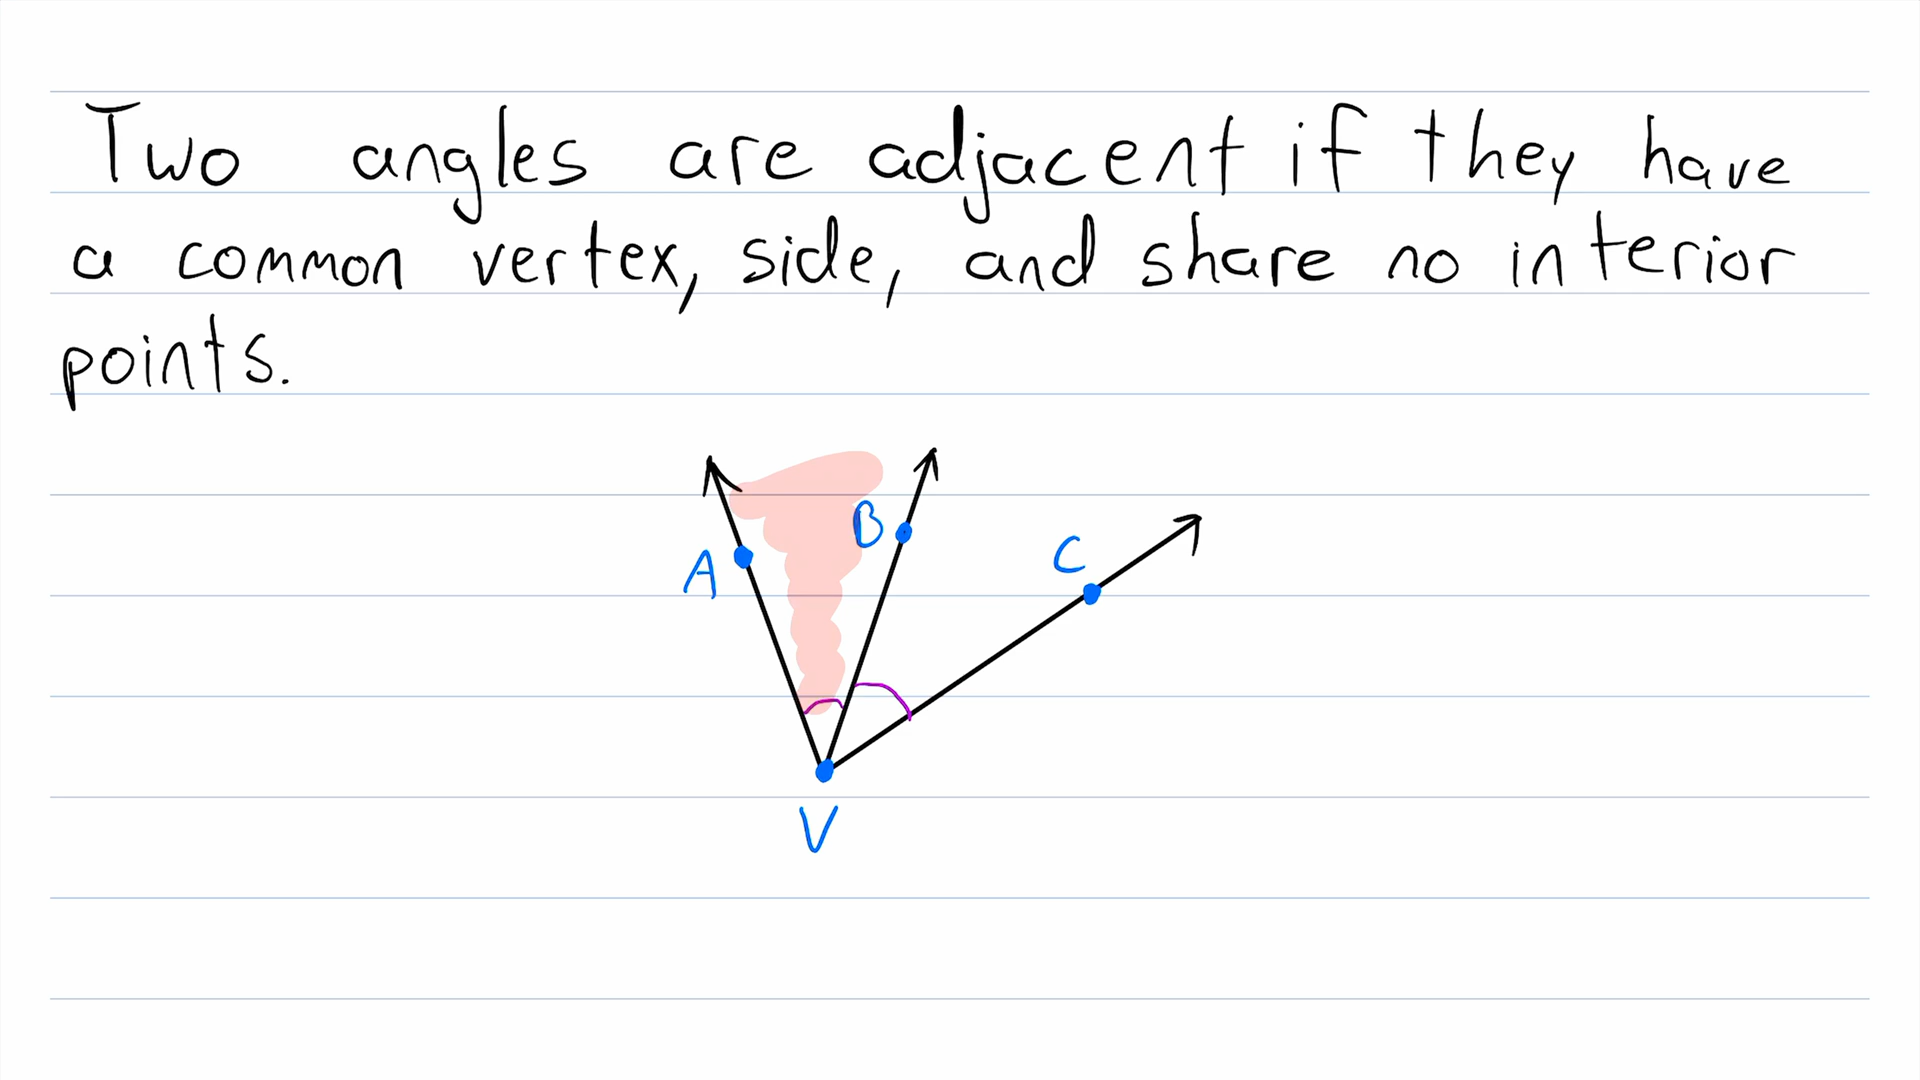 Two angles are adjacent if they have
a common vertex, side, and share no interior
points.
B
C
A
V